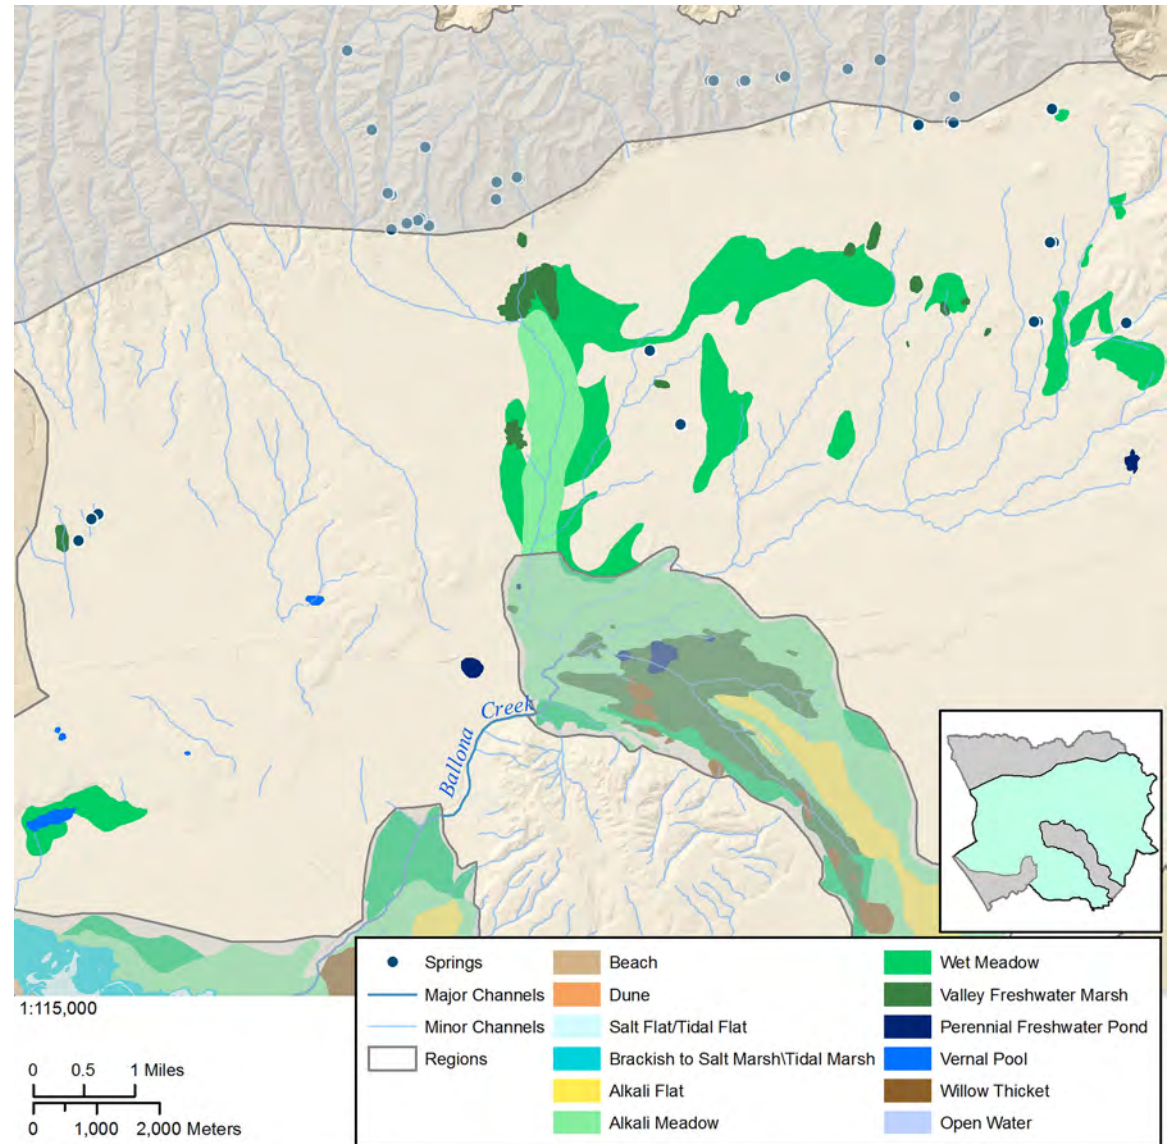 Ballona Creek
1:115,000
0 0.5 1 Miles
0 1,000 2,000 Meters
Springs
Major Channels
Minor Channels
Regions
Beach
Dune
Salt Flat/Tidal Flat
Brackish to Salt Marsh\Tidal Marsh
Alkali Flat
Alkali Meadow
Wet Meadow
Valley Freshwater Marsh
Perennial Freshwater Pond
Vernal Pool
Willow Thicket
Open Water